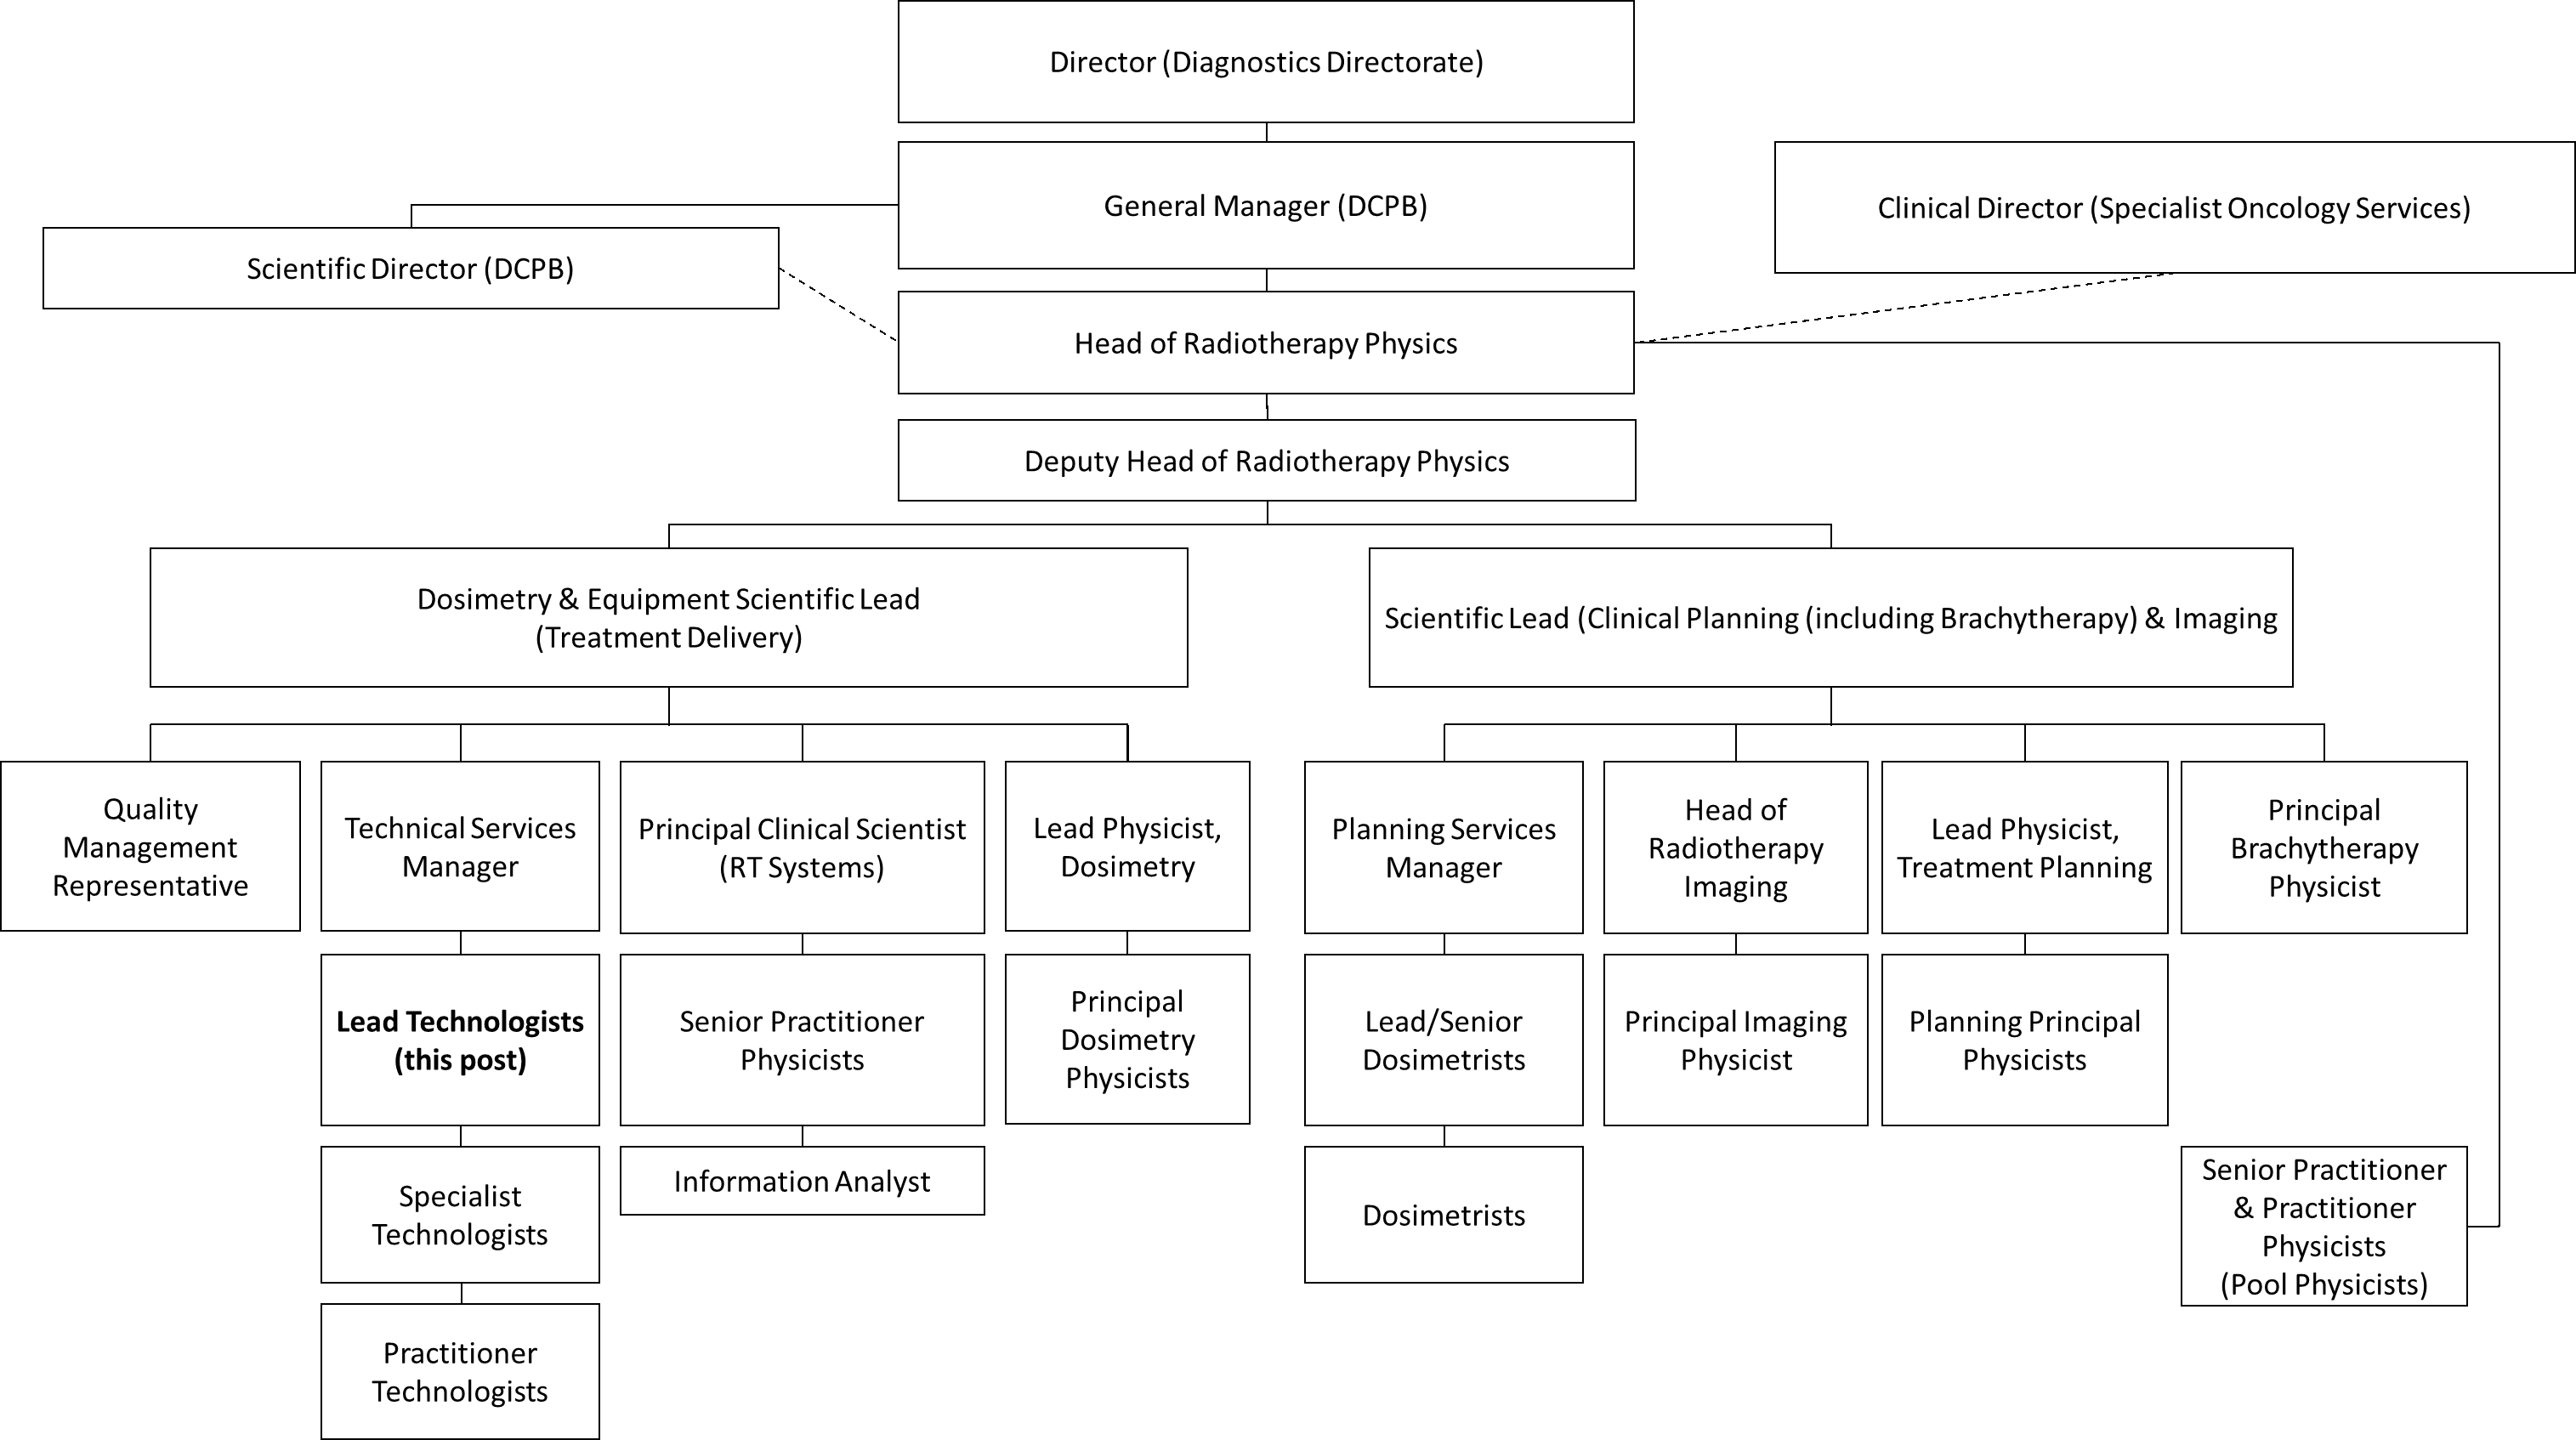 Director (Diagnostics Directorate)
General Manager (DCPB)
Clinical Director (Specialist Oncology Services)
Scientific Director (DCPB)
Head of Radiotherapy Physics
Deputy Head of Radiotherapy Physics
Dosimetry & Equipment Scientific Lead
(Treatment Delivery)
Scientific Lead (Clinical Planning (including Brachytherapy) & Imaging
Quality
Management
Representative
Technical Services
Manager
Principal Clinical Scientist
(RT Systems)
Lead Physicist,
Dosimetry
Planning Services
Manager
Head of
Radiotherapy
Imaging
Lead Physicist,
Treatment Planning
Principal
Brachytherapy
Physicist
Lead Technologists
(this post)
Senior Practitioner
Physicists
Principal
Dosimetry
Physicists
Lead/Senior
Dosimetrists
Principal Imaging
Physicist
Planning Principal
Physicists
Specialist
Technologists
Information Analyst
Dosimetrists
Senior Practitioner
& Practitioner
Physicists
(Pool Physicists)
Practitioner
Technologists